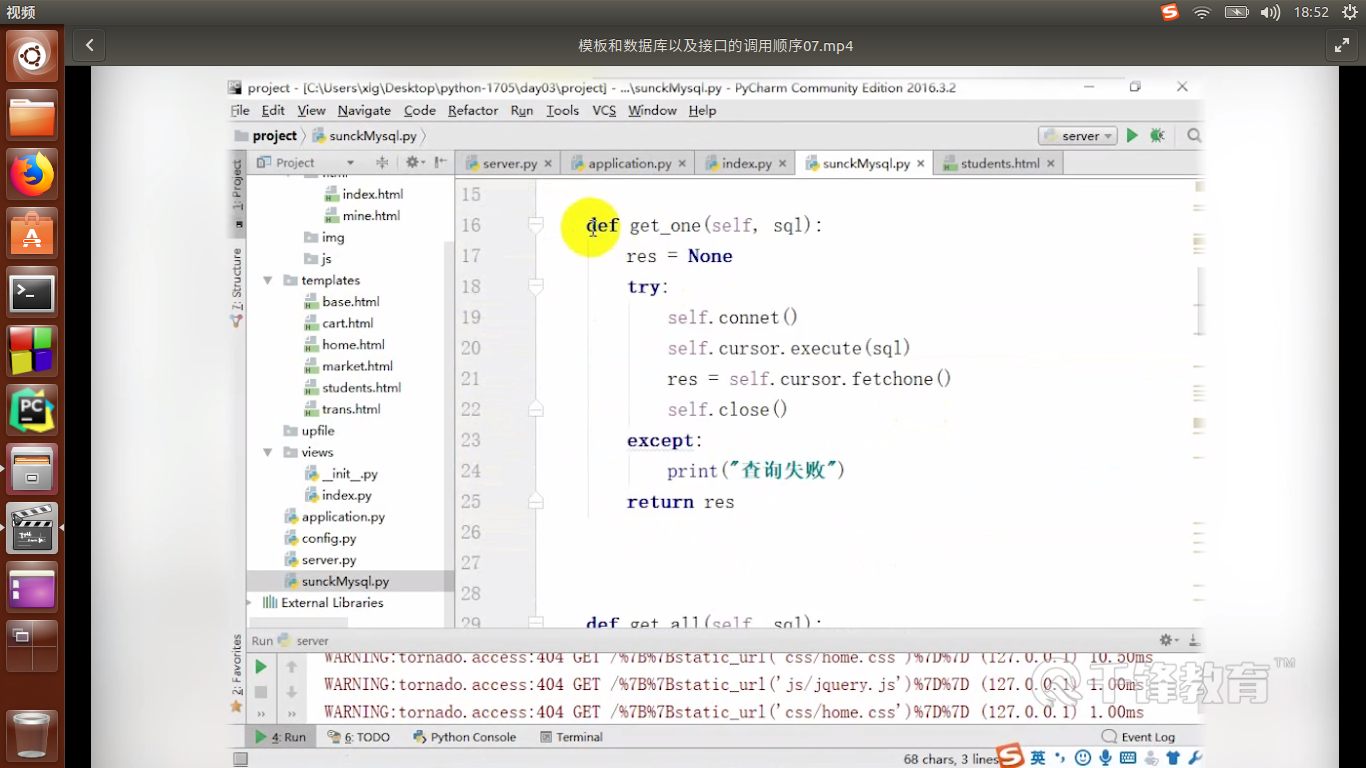 视频
18:52
模板和数据库以及接口的调用顺序07.mp4
project - [C:\Users\xlg\Desktop\python-1705\day03\project] - ...\sunckMysql.py - PyCharm Community Edition 2016.3.2
File Edit View Navigate Code Refactor Run Tools VCS Window Help
project sunckMysql.py server
Project server.py application.py index.py sunckMysql.py students.html
1: Project
7: Structure
2: Favorites
html
index.html
mine.html
img
js
templates
base.html
cart.html
home.html
market.html
students.html
trans.html
upfile
views
__init__.py
index.py
application.py
config.py
server.py
sunckMysql.py
External Libraries
15
16 def get_one(self, sql):
17 res = None
18 try:
19 self.connet()
20 self.cursor.execute(sql)
21 res = self.cursor.fetchone()
22 self.close()
23 except:
24 print("查询失败")
25 return res
26
27
28
29 def get_all(self, sql):
Run server
WARNING:tornado.access:404 GET /%7B%7Bstatic_url('css/home.css')%7D%7D (127.0.0.1) 10.50ms
WARNING:tornado.access:404 GET /%7B%7Bstatic_url('js/jquery.js')%7D%7D (127.0.0.1) 1.00ms
WARNING:tornado.access:404 GET /%7B%7Bstatic_url('css/home.css')%7D%7D (127.0.0.1) 1.00ms
千锋教育 TM
4: Run 6: TODO Python Console Terminal Event Log
68 chars, 3 lines
英